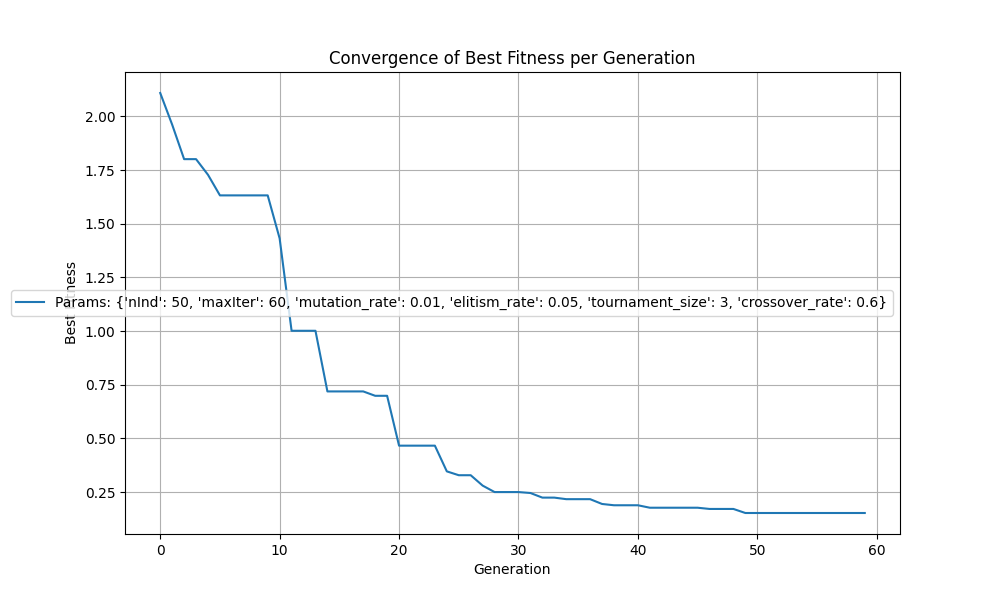 Convergence of Best Fitness per Generation
2.00
1.75
1.50
1.25
1.00
0.75
0.50
0.25
Best
Params: {'nInd': 50, 'maxIter': 60, 'mutation_rate': 0.01, 'elitism_rate': 0.05, 'tournament_size': 3, 'crossover_rate': 0.6}
0 10 20 30 40 50 60
Generation